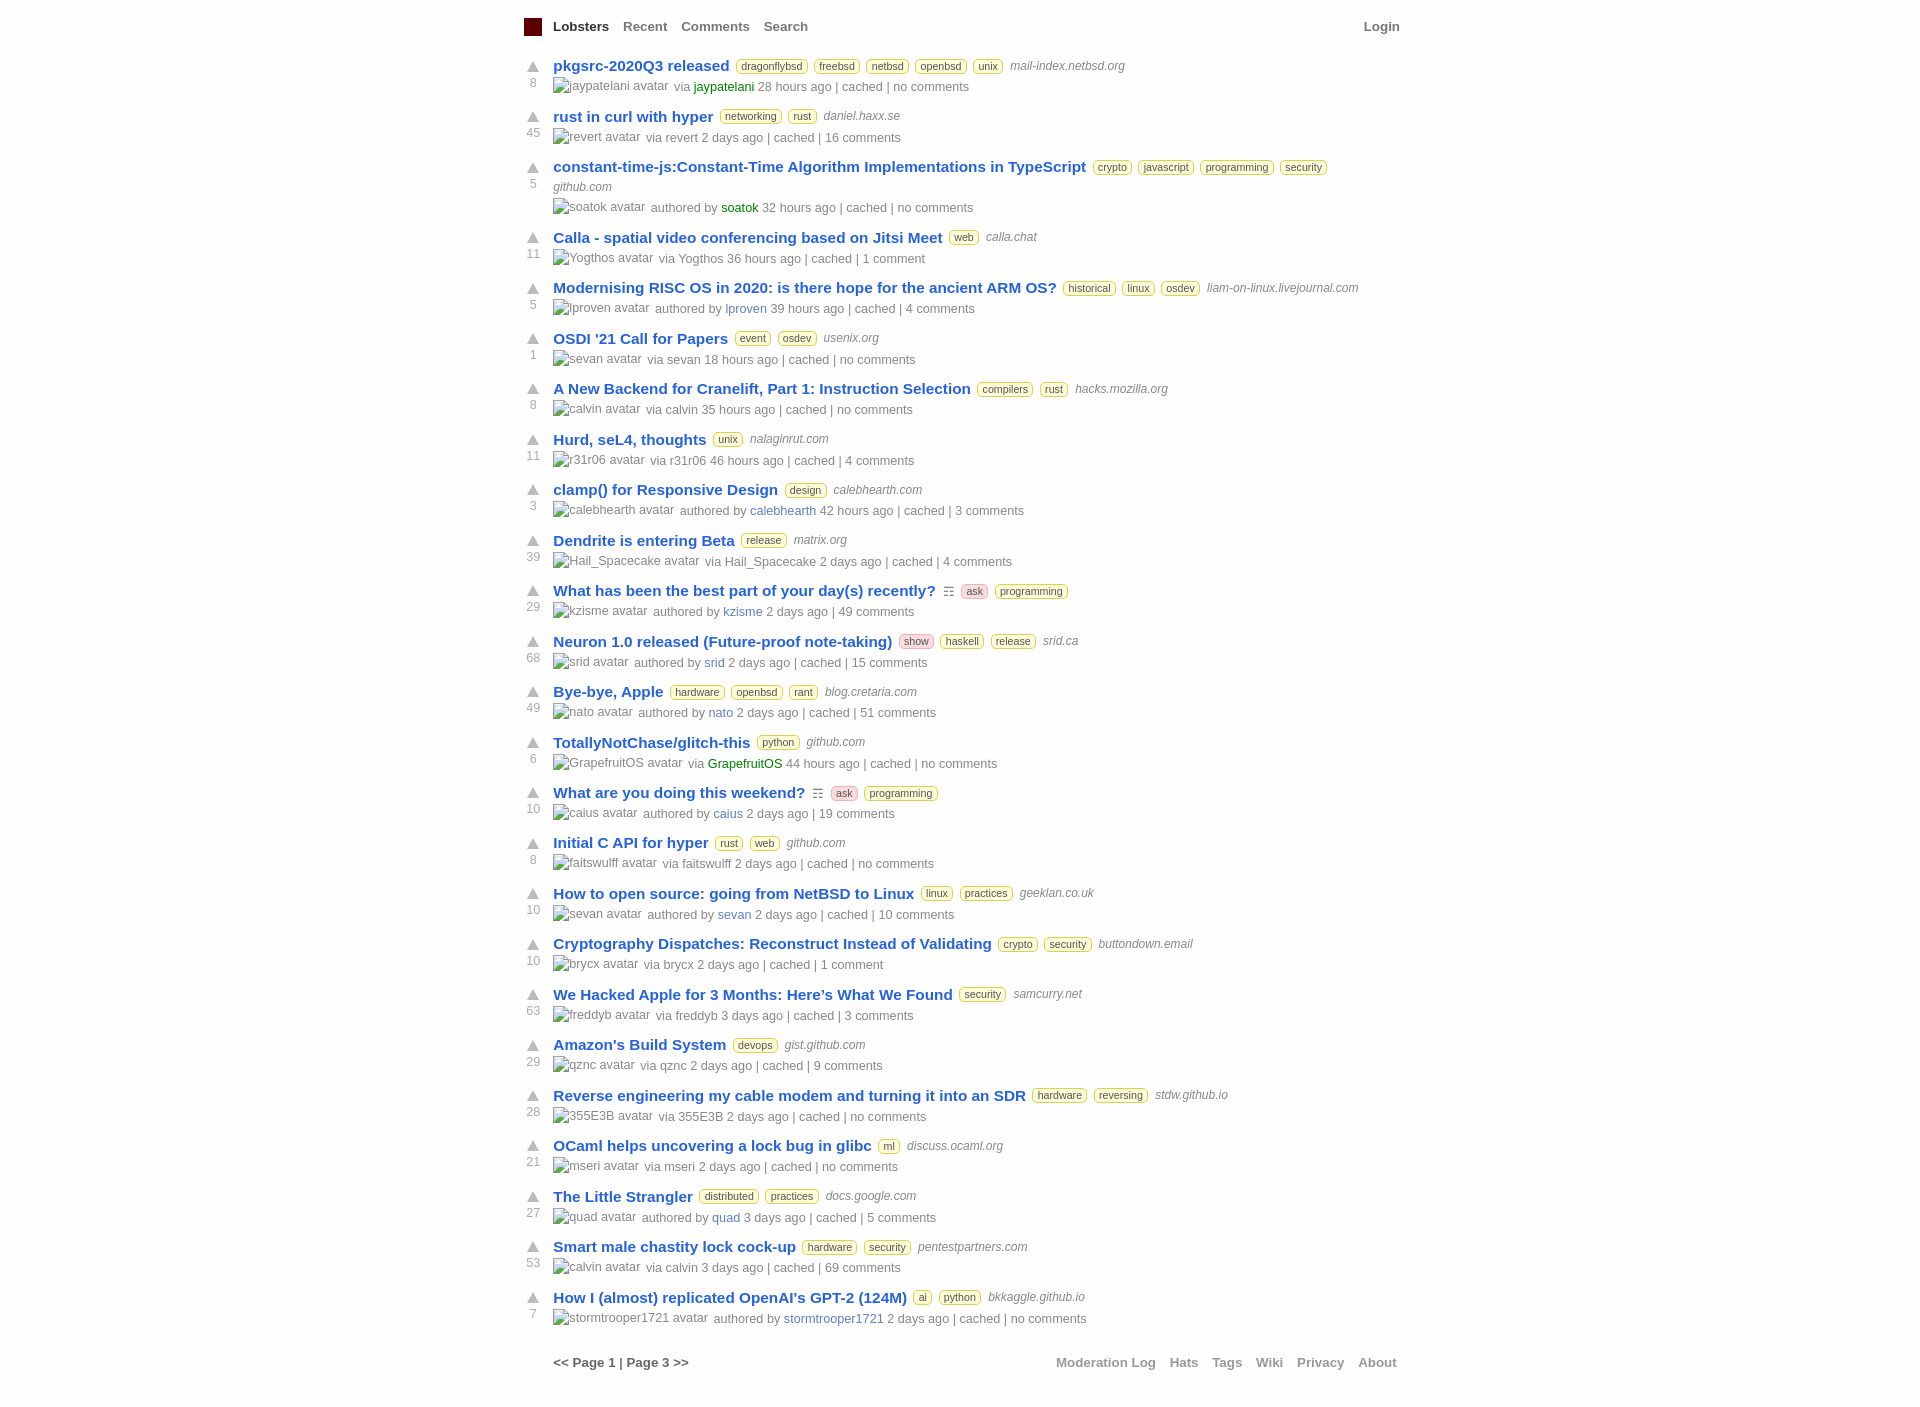 Lobsters Recent Comments Search Login
pkgsrc-2020Q3 released dragonflybsd freebsd netbsd openbsd unix mail-index.netbsd.org
8
jaypatelani avatar via jaypatelani 28 hours ago | cached | no comments
rust in curl with hyper networking rust daniel.haxx.se
45
revert avatar via revert 2 days ago | cached | 16 comments
constant-time-js:Constant-Time Algorithm Implementations in TypeScript crypto javascript programming security
5
github.com
soatok avatar authored by soatok 32 hours ago | cached | no comments
Calla - spatial video conferencing based on Jitsi Meet web calla.chat
11
Yogthos avatar via Yogthos 36 hours ago | cached | 1 comment
Modernising RISC OS in 2020: is there hope for the ancient ARM OS? historical linux osdev liam-on-linux.livejournal.com
5
lproven avatar authored by lproven 39 hours ago | cached | 4 comments
OSDI '21 Call for Papers event osdev usenix.org
1
sevan avatar via sevan 18 hours ago | cached | no comments
A New Backend for Cranelift, Part 1: Instruction Selection compilers rust hacks.mozilla.org
8
calvin avatar via calvin 35 hours ago | cached | no comments
Hurd, seL4, thoughts unix nalaginrut.com
11
r31r06 avatar via r31r06 46 hours ago | cached | 4 comments
clamp() for Responsive Design design calebhearth.com
3
calebhearth avatar authored by calebhearth 42 hours ago | cached | 3 comments
Dendrite is entering Beta release matrix.org
39
Hail_Spacecake avatar via Hail_Spacecake 2 days ago | cached | 4 comments
What has been the best part of your day(s) recently? ☶ ask programming
29
kzisme avatar authored by kzisme 2 days ago | 49 comments
Neuron 1.0 released (Future-proof note-taking) show haskell release srid.ca
68
srid avatar authored by srid 2 days ago | cached | 15 comments
Bye-bye, Apple hardware openbsd rant blog.cretaria.com
49
nato avatar authored by nato 2 days ago | cached | 51 comments
TotallyNotChase/glitch-this python github.com
6
GrapefruitOS avatar via GrapefruitOS 44 hours ago | cached | no comments
What are you doing this weekend? ☶ ask programming
10
caius avatar authored by caius 2 days ago | 19 comments
Initial C API for hyper rust web github.com
8
faitswulff avatar via faitswulff 2 days ago | cached | no comments
How to open source: going from NetBSD to Linux linux practices geeklan.co.uk
10
sevan avatar authored by sevan 2 days ago | cached | 10 comments
Cryptography Dispatches: Reconstruct Instead of Validating crypto security buttondown.email
10
brycx avatar via brycx 2 days ago | cached | 1 comment
We Hacked Apple for 3 Months: Here’s What We Found security samcurry.net
63
freddyb avatar via freddyb 3 days ago | cached | 3 comments
Amazon's Build System devops gist.github.com
29
qznc avatar via qznc 2 days ago | cached | 9 comments
Reverse engineering my cable modem and turning it into an SDR hardware reversing stdw.github.io
28
355E3B avatar via 355E3B 2 days ago | cached | no comments
OCaml helps uncovering a lock bug in glibc ml discuss.ocaml.org
21
mseri avatar via mseri 2 days ago | cached | no comments
The Little Strangler distributed practices docs.google.com
27
quad avatar authored by quad 3 days ago | cached | 5 comments
Smart male chastity lock cock-up hardware security pentestpartners.com
53
calvin avatar via calvin 3 days ago | cached | 69 comments
How I (almost) replicated OpenAI's GPT-2 (124M) ai python bkkaggle.github.io
7
stormtrooper1721 avatar authored by stormtrooper1721 2 days ago | cached | no comments
<< Page 1 | Page 3 >> Moderation Log Hats Tags Wiki Privacy About